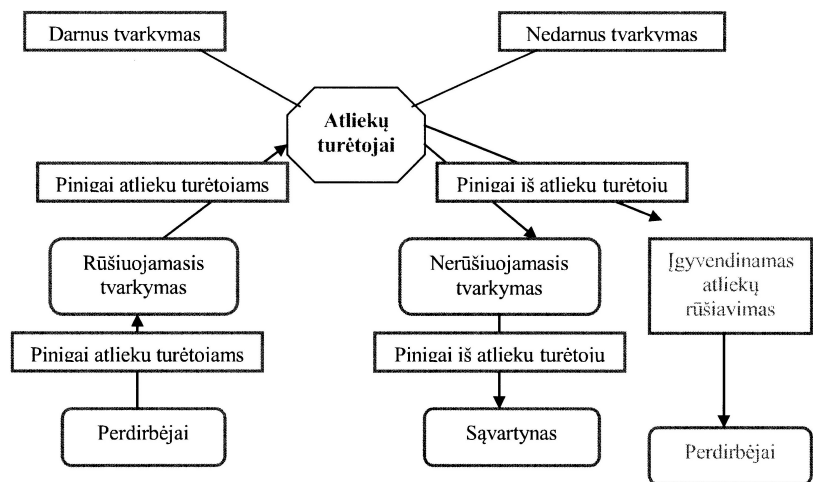 Darnus tvarkymas
Nedarnus tvarkymas
Atliekų
turėtojai
Pinigai atliekų turėtojams
Pinigai iš atliekų turėtojų
Rūšiuojamasis
tvarkymas
Nerūšiuojamasis
tvarkymas
Įgyvendinamas
atliekų
rūšiavimas
Pinigai atliekų turėtojams
Pinigai iš atliekų turėtojų
Perdirbėjai
Sąvartynas
Perdirbėjai